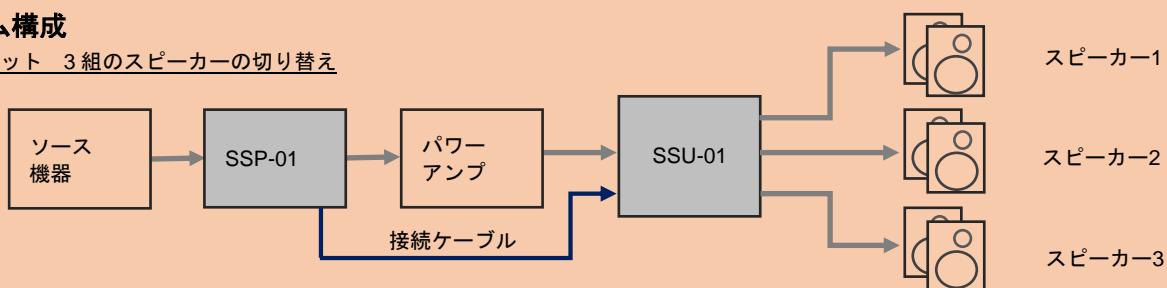 ム構成
ット　3 組のスピーカーの切り替え
スピーカー1
ソース
機器
SSP-01
パワー
アンプ
SSU-01
スピーカー2
接続ケーブル
スピーカー3